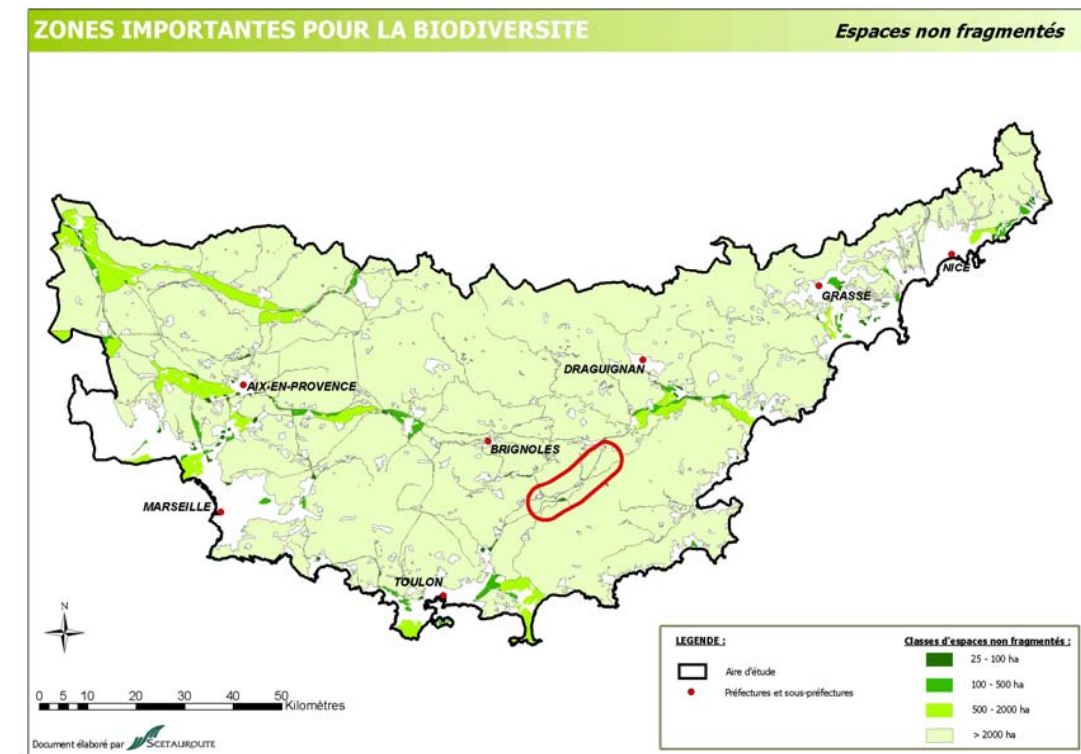 ZONES IMPORTANTES POUR LA BIODIVERSITE
Espaces non fragmentés
NICE
GRASSE
DRAGUIGNAN
AIX-EN-PROVENCE
BRIGNOLES
MARSEILLE
TOULON
N
0 5 10 20 30 40 50
Kilomètres
LEGENDE :
Aire d'étude
Préfectures et sous-préfectures
Classes d'espaces non fragmentés :
25 - 100 ha
100 - 500 ha
500 - 2000 ha
> 2000 ha
Document élaboré par SCETAUROUTE